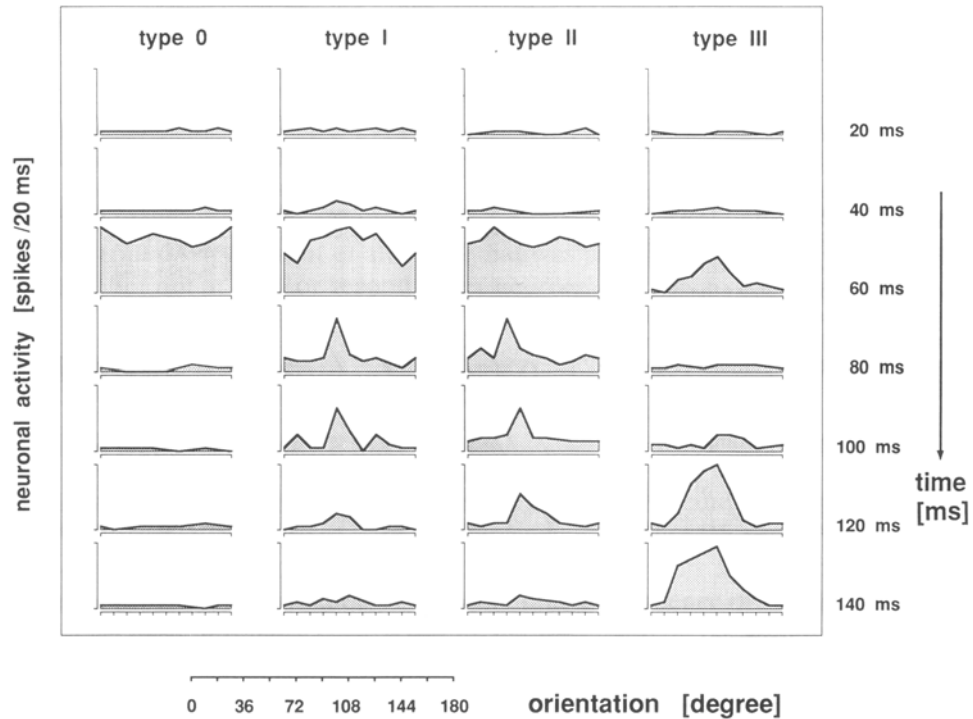 type 0 type I type II type III
neuronal activity [spikes /20 ms]
20 ms
40 ms
60 ms
80 ms
100 ms
120 ms
140 ms
time
[ms]
0 36 72 108 144 180
orientation [degree]